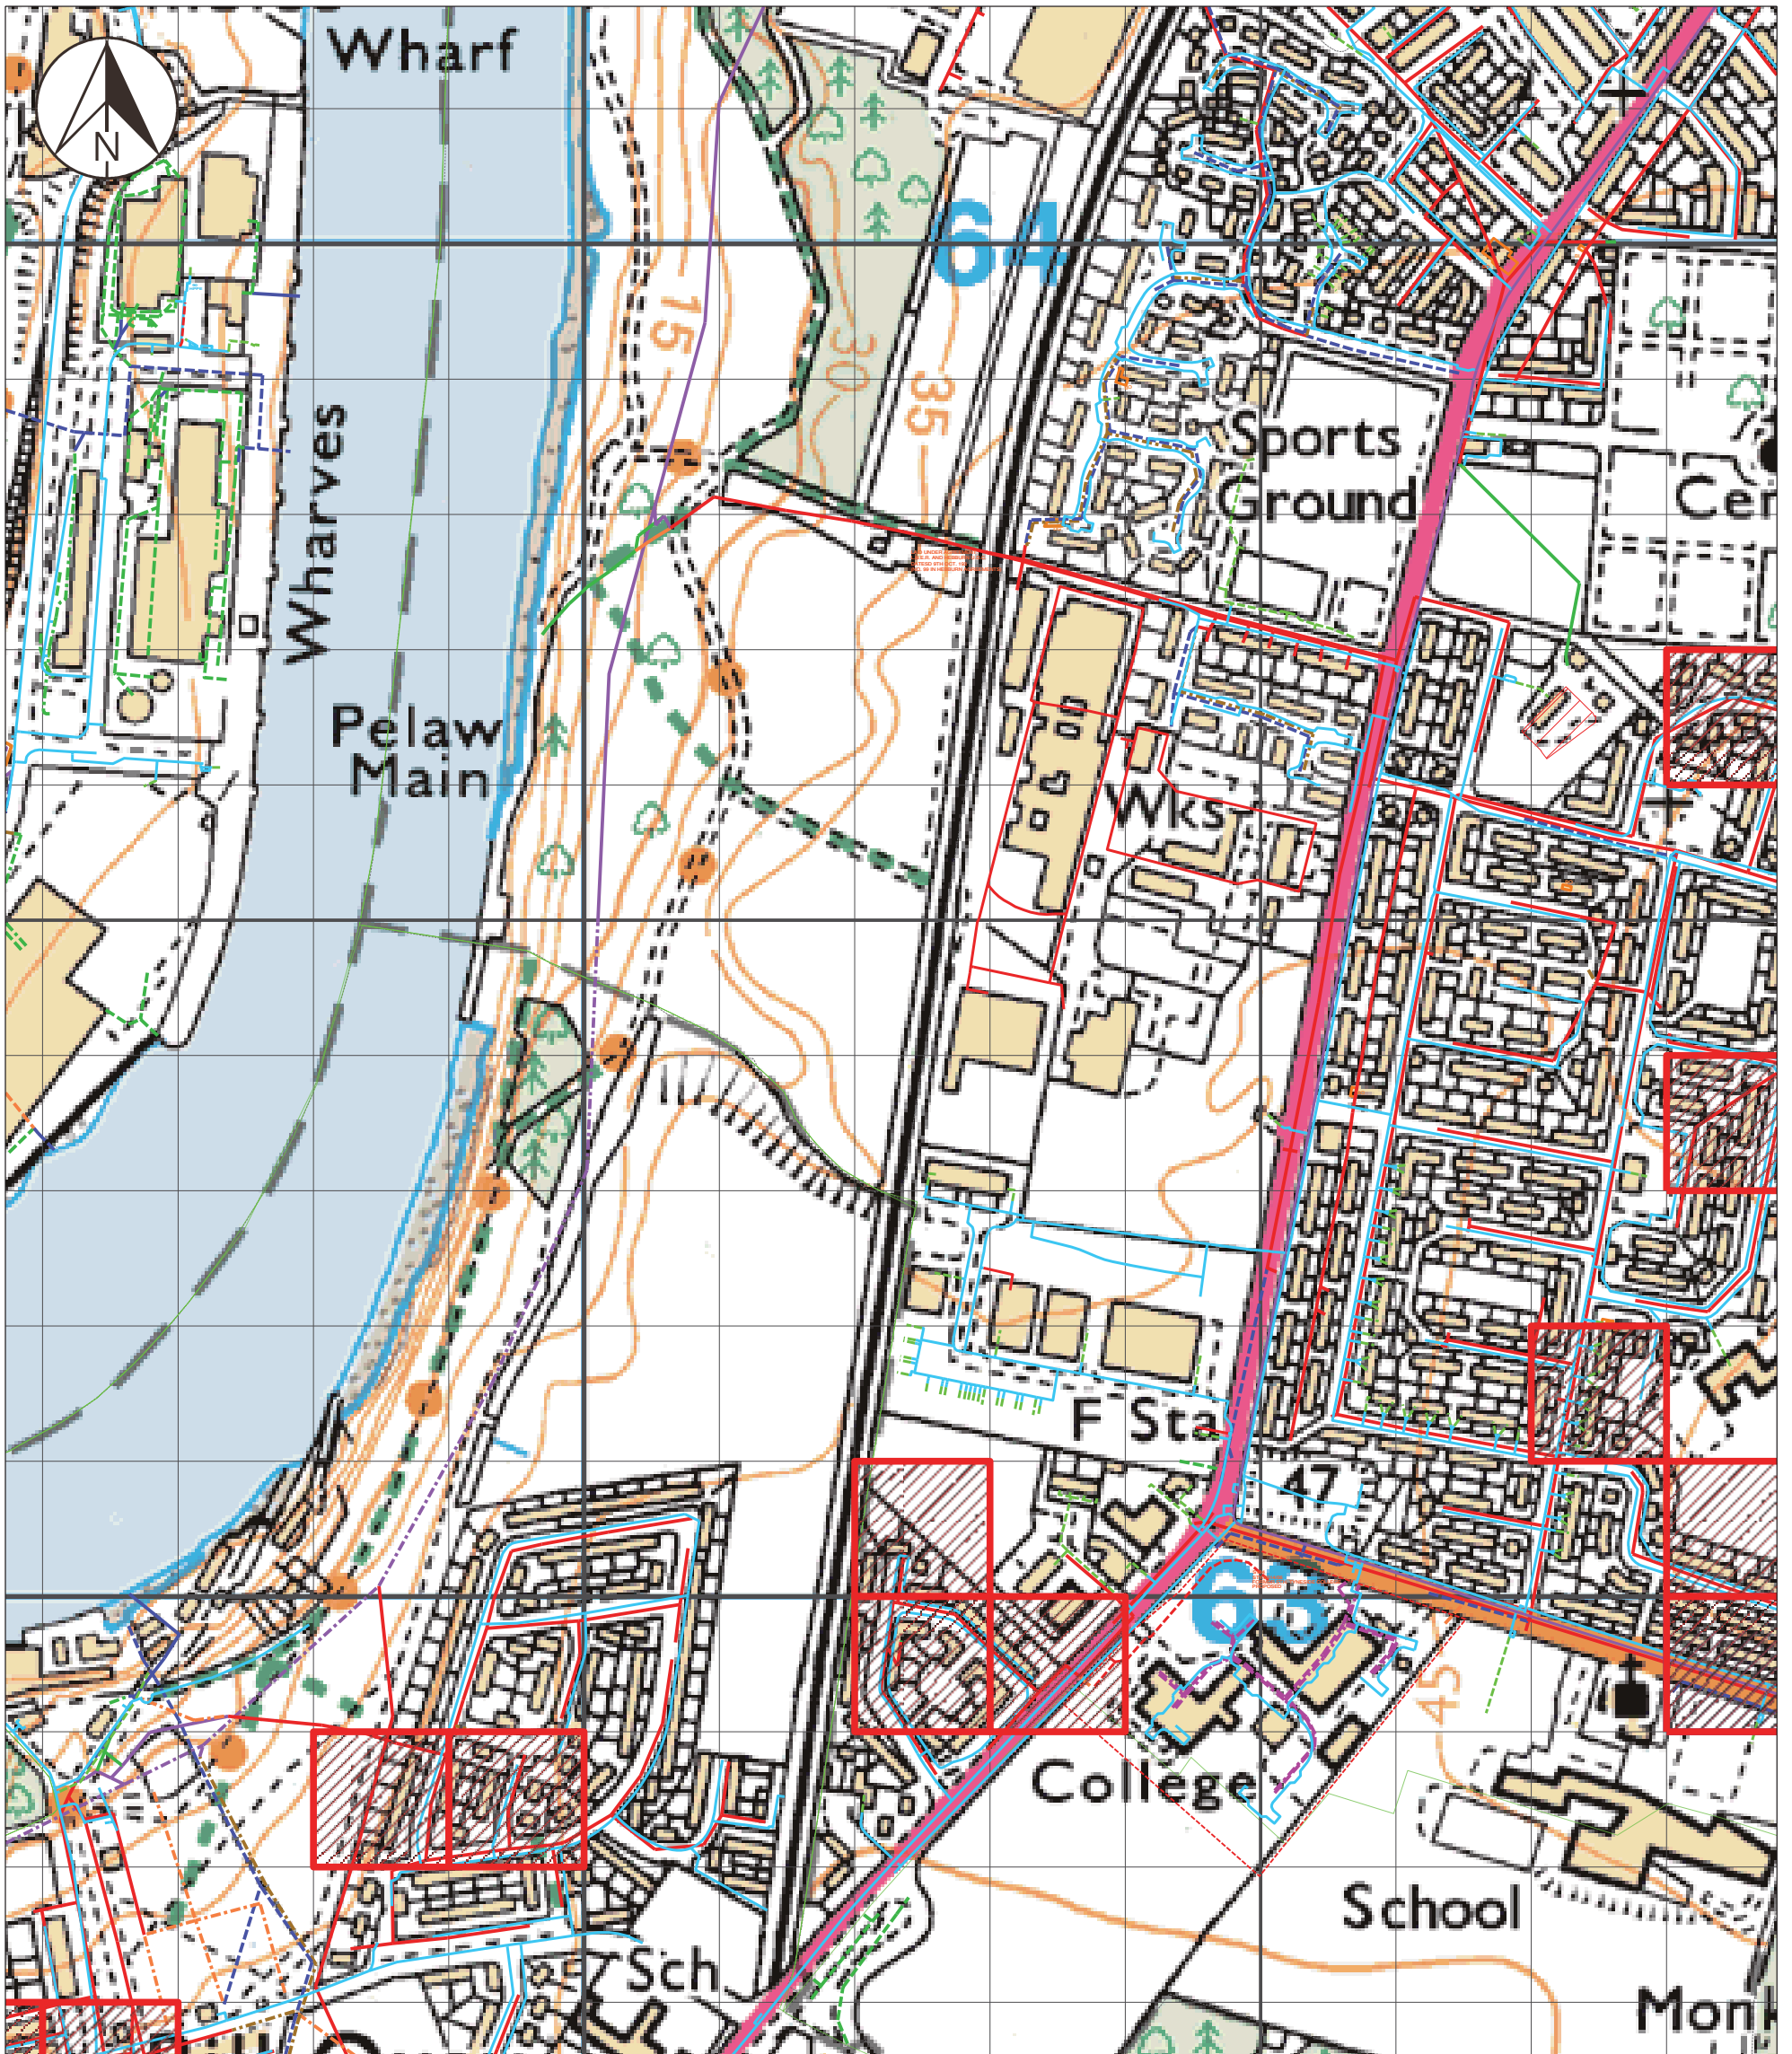 Wharf
N
64
15
30
35
Wharves
Sports
Ground
Cer
Pelaw
Main
Wks
F Sta
47
63
45
College
School
Sch
Monk